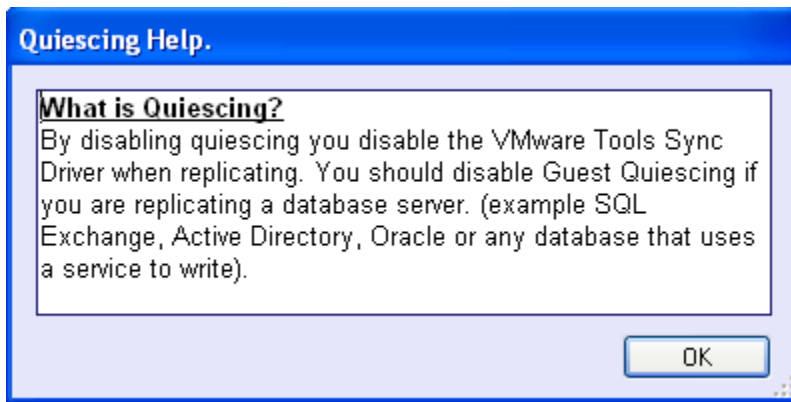 Quiescing Help.
What is Quiescing?
By disabling quiescing you disable the VMware Tools Sync
Driver when replicating. You should disable Guest Quiescing if
you are replicating a database server. (example SQL
Exchange, Active Directory, Oracle or any database that uses
a service to write).
OK